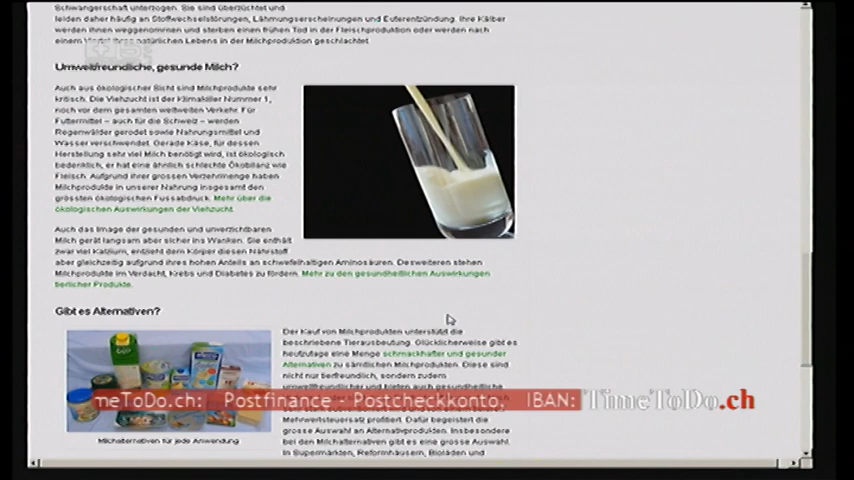 Schwangerschaft unterzogen. Sie sind überzüchtet und
leiden daher häufig an Stoffwechselstörungen, Lähmungserscheinungen und Euterentzündung. Ihre Kälber
werden ihnen weggenommen und sterben einen frühen Tod in der Fleischproduktion oder werden nach
einem Viertel ihres natürlichen Lebens in der Milchproduktion geschlachtet.
Umweltfreundliche, gesunde Milch?
Auch aus ökologischer Sicht sind Milchprodukte sehr
kritisch. Die Viehzucht ist der Klimakiller Nummer 1,
noch vor dem gesamten weltweiten Verkehr. Für
Futtermittel – auch für die Schweiz – werden
Regenwälder gerodet sowie Nahrungsmittel und
Wasser verschwendet. Gerade Käse, für dessen
Herstellung sehr viel Milch benötigt wird, ist ökologisch
bedenklich, er hat eine ähnlich schlechte Ökobilanz wie
Fleisch. Aufgrund ihrer grossen Verzehrmenge haben
Milchprodukte in unserer Nahrung insgesamt den
grössten ökologischen Fussabdruck. Mehr über die
ökologischen Auswirkungen der Viehzucht.
Auch das Image der gesunden und unverzichtbaren
Milch gerät langsam aber sicher ins Wanken. Sie enthält
zwar viel Kalzium, entzieht dem Körper diesen Nährstoff
aber gleichzeitig aufgrund ihres hohen Anteils an schwefelhaltigen Aminosäuren. Desweiteren stehen
Milchprodukte im Verdacht, Krebs und Diabetes zu fördern. Mehr zu den gesundheitlichen Auswirkungen
tierischer Produkte.
Gibt es Alternativen?
Der Kauf von Milchprodukten unterstützt die
beschriebene Tierausbeutung. Glücklicherweise gibt es
heutzutage eine Menge schmackhafter und gesunder
Alternativen zu sämtlichen Milchprodukten. Diese sind
nicht nur tierfreundlich, sondern zudem
umweltfreundlicher und bieten auch gesundheitliche
meToDo.ch: Postfinance - Postcheckkonto, IBAN: TimeToDo.ch
Mehrwertsteuersatz profitiert. Dafür begeistert die
grosse Auswahl an Alternativprodukten. Insbesondere
bei den Milchalternativen gibt es eine grosse Auswahl.
In Supermärkten, Reformhäusern, Bioläden und
Milchalternativen für jede Anwendung